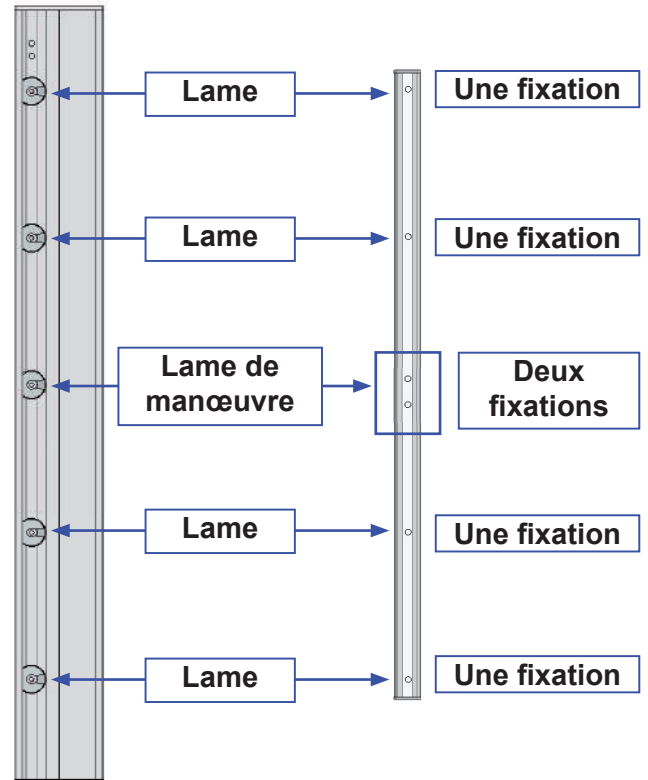 Lame
Une fixation
Lame
Une fixation
Lame de
manœuvre
Deux
fixations
Lame
Une fixation
Lame
Une fixation